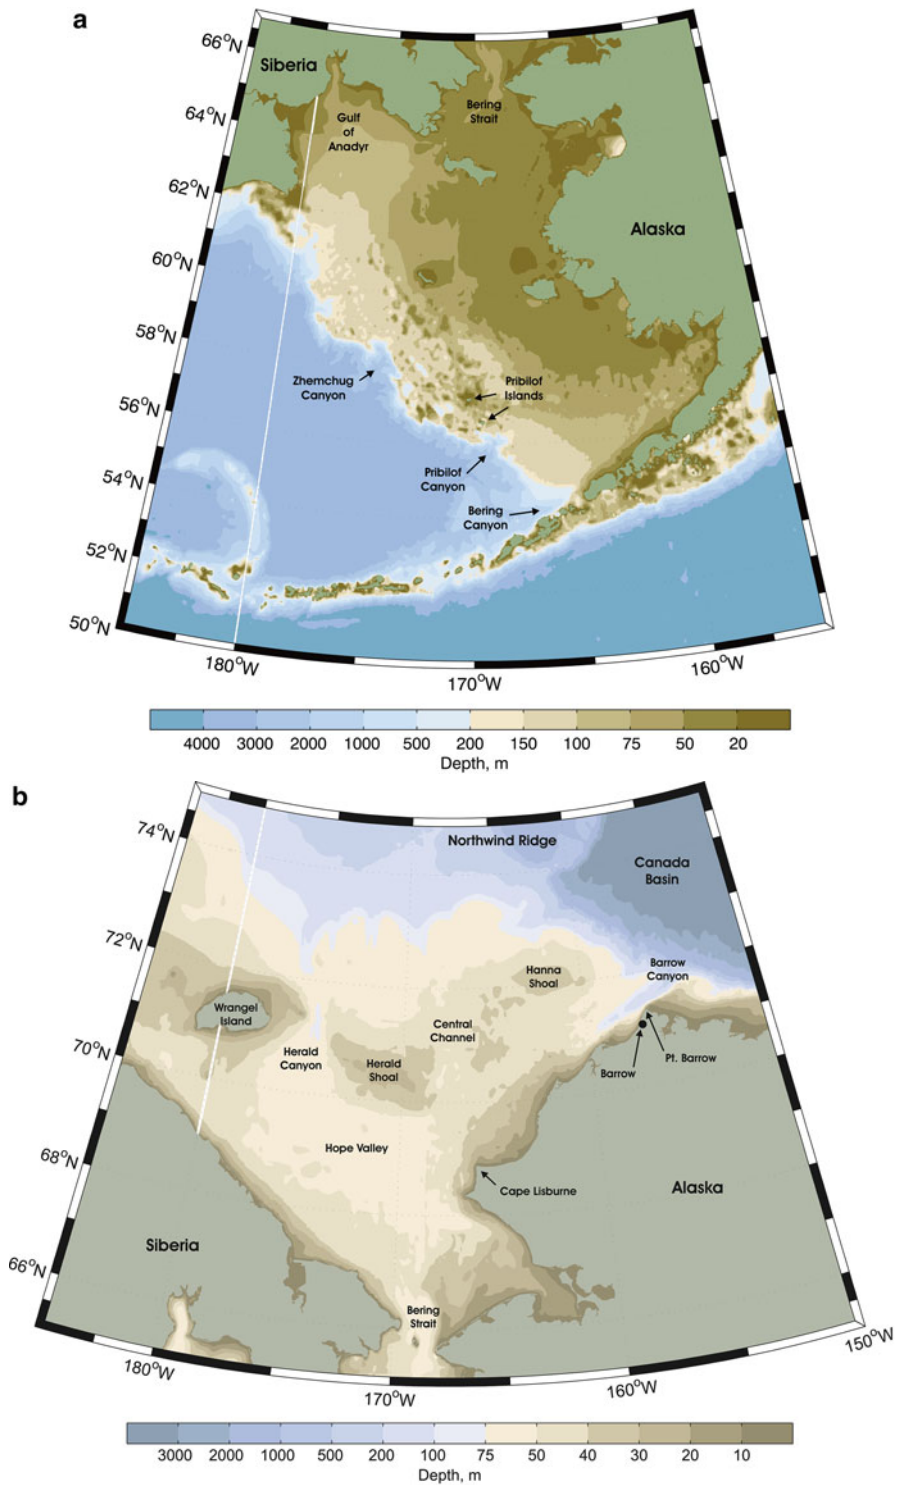 a
66°N
Siberia
64°N
Gulf
of
Anadyr
Bering
Strait
62°N
Alaska
60°N
58°N
Zhemchug
Canyon
Pribilof
Islands
56°N
54°N
Pribilof
Canyon
Bering
Canyon
52°N
50°N
180°W
170°W
160°W
4000 3000 2000 1000 500 200 150 100 75 50 20
Depth, m
b
74°N
Northwind Ridge
Canada
Basin
72°N
Barrow
Canyon
Hanna
Shoal
Wrangel
Island
Central
Channel
70°N
Herald
Canyon
Herald
Shoal
Pt. Barrow
Barrow
Hope Valley
68°N
Cape Lisburne
Alaska
Siberia
66°N
Bering
Strait
150°W
180°W
170°W
160°W
3000 2000 1000 500 200 100 75 50 40 30 20 10
Depth, m